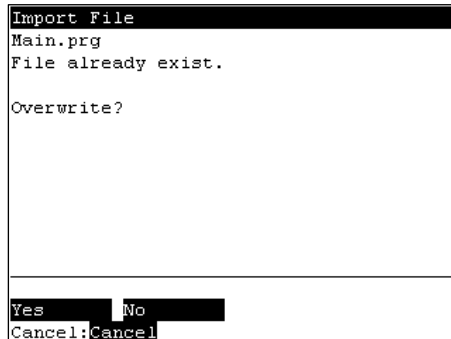 Import File
Main.prg
File already exist.
Overwrite?
Yes No
Cancel:Cancel